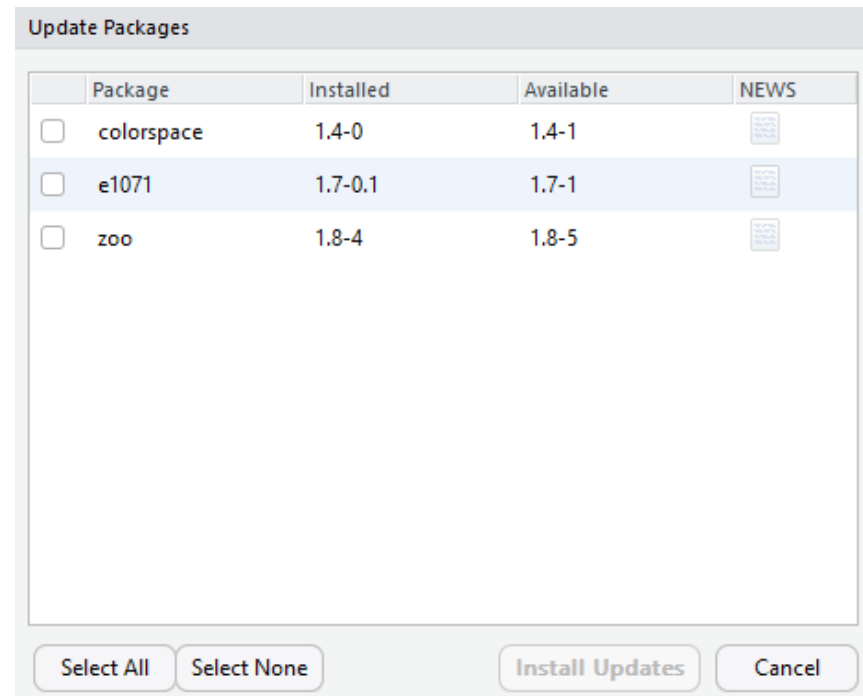 Update Packages
Package Installed Available NEWS
colorspace 1.4-0 1.4-1
e1071 1.7-0.1 1.7-1
zoo 1.8-4 1.8-5
Select All Select None Install Updates Cancel